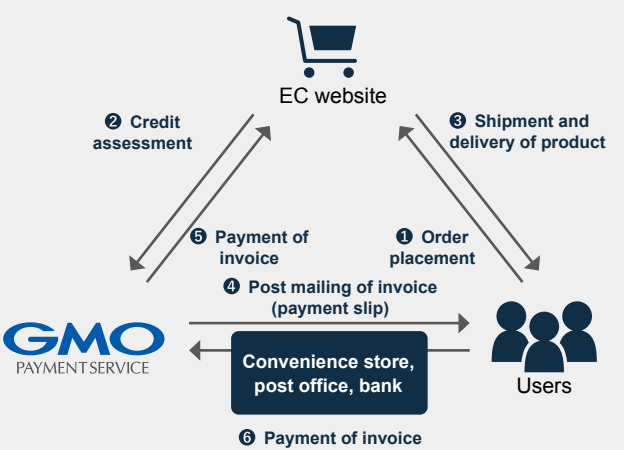 EC website
❷ Credit
assessment
❸ Shipment and
delivery of product
❺ Payment of
invoice
❶ Order
placement
❹ Post mailing of invoice
(payment slip)
GMO
PAYMENT SERVICE
Convenience store,
post office, bank
Users
❻ Payment of invoice